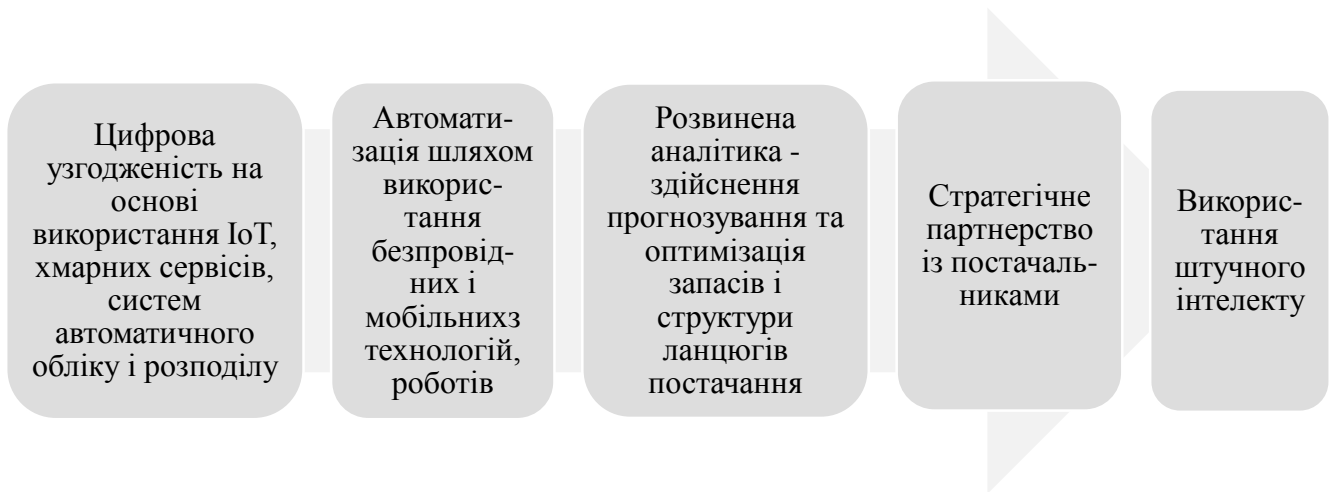 Цифрова
узгодженість на
основі
використання ІоТ,
хмарних сервісів,
систем
автоматичного
обліку і розподілу
Автомати-
зація шляхом
викорис-
тання
безпровід-
них і
мобільнихз
технологій,
роботів
Розвинена
аналітика -
здійснення
прогнозування та
оптимізація
запасів і
структури
ланцюгів
постачання
Стратегічне
партнерство
із постачаль-
никами
Викорис-
тання
штучного
інтелекту